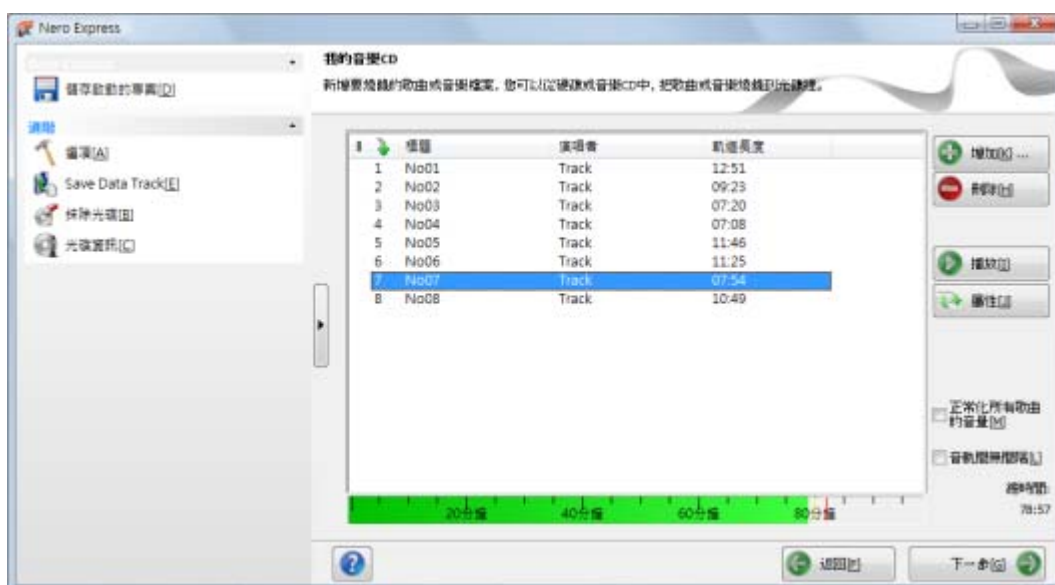 Nero Express
儲存啟動的專案[D]
進階
選項[A]
Save Data Track[E]
抹除光碟[B]
光碟資訊[C]
我的音樂CD
新增要燒錄的歌曲或音樂檔案。您可以從硬碟或音樂CD中,把歌曲或音樂燒錄到光碟裡。
標題 演唱者 軌道長度
1 No01 Track 12:51
2 No02 Track 09:23
3 No03 Track 07:20
4 No04 Track 07:08
5 No05 Track 11:46
6 No06 Track 11:25
7 No07 Track 07:54
8 No08 Track 10:49
增加[K] ...
刪除[H]
播放[I]
屬性[J]
正常化所有歌曲
的音量[M]
音軌間無間隔[L]
總時間:
78:57
20分鐘 40分鐘 60分鐘 80分鐘
返回[F]
下一步[G]